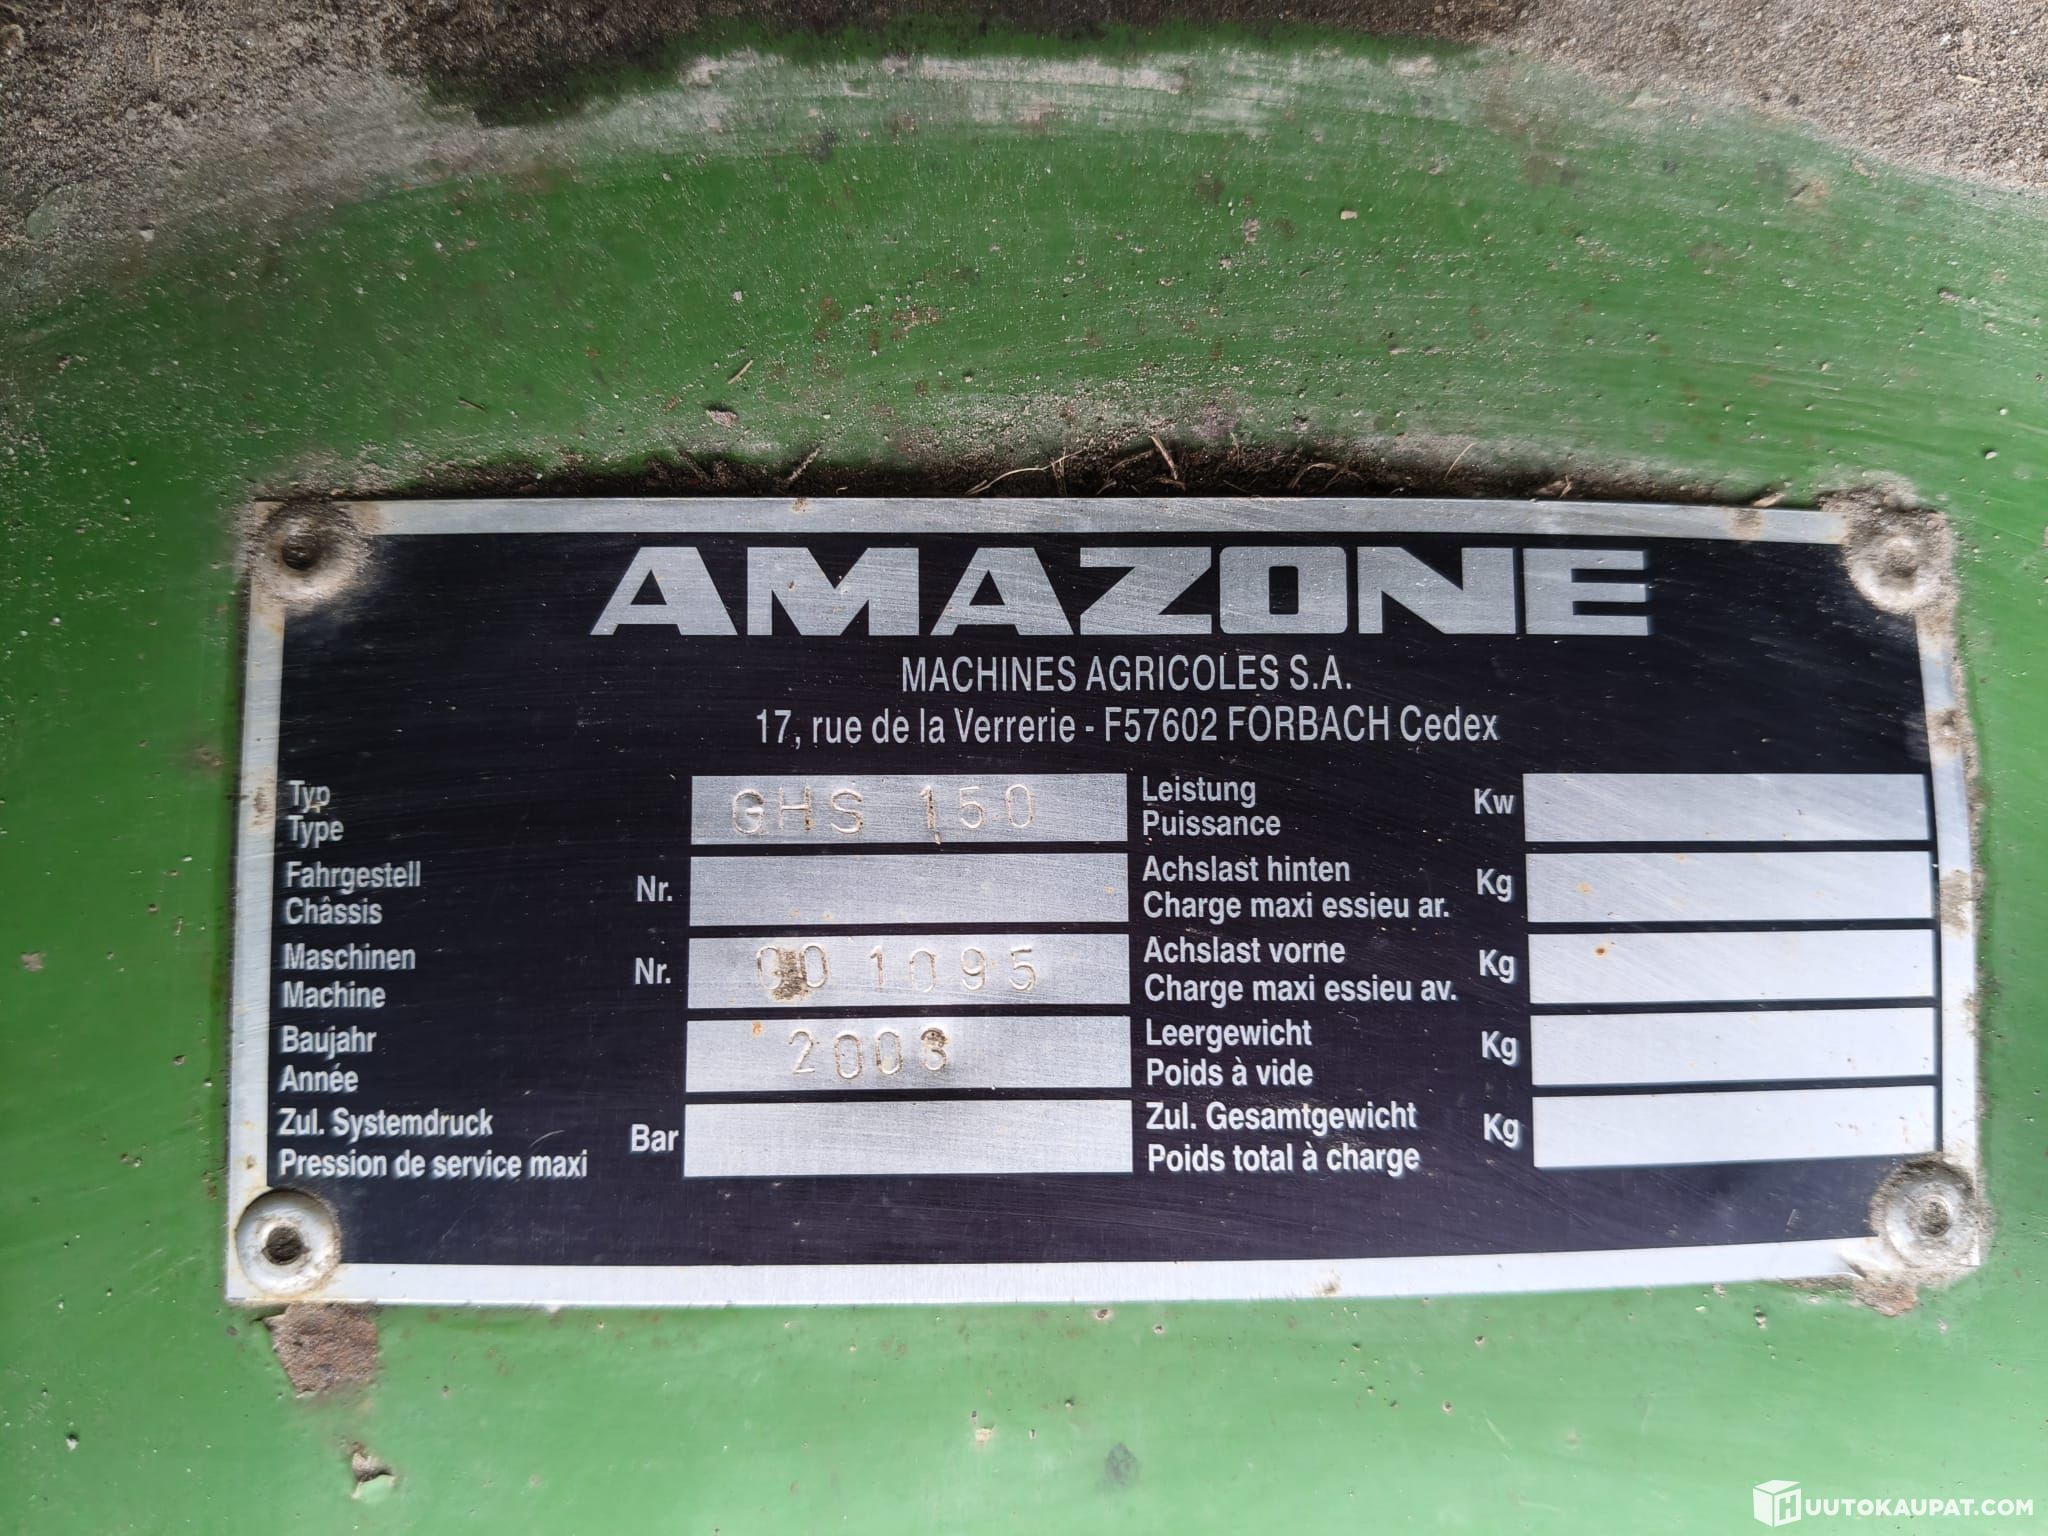 AMAZONE
MACHINES AGRICOLES S.A.
17, rue de la Verrerie - F57602 FORBACH Cedex
Typ
Type
GHS 150
Fahrgestell
Châssis
Nr.
Maschinen
Machine
Nr.
001095
Baujahr
Année
2003
Zul. Systemdruck
Pression de service maxi
Bar
Leistung
Puissance
Kw
Achslast hinten
Charge maxi essieu ar.
Kg
Achslast vorne
Charge maxi essieu av.
Kg
Leergewicht
Poids à vide
Kg
Zul. Gesamtgewicht
Poids total à charge
Kg
HUUTOKAUPAT.COM